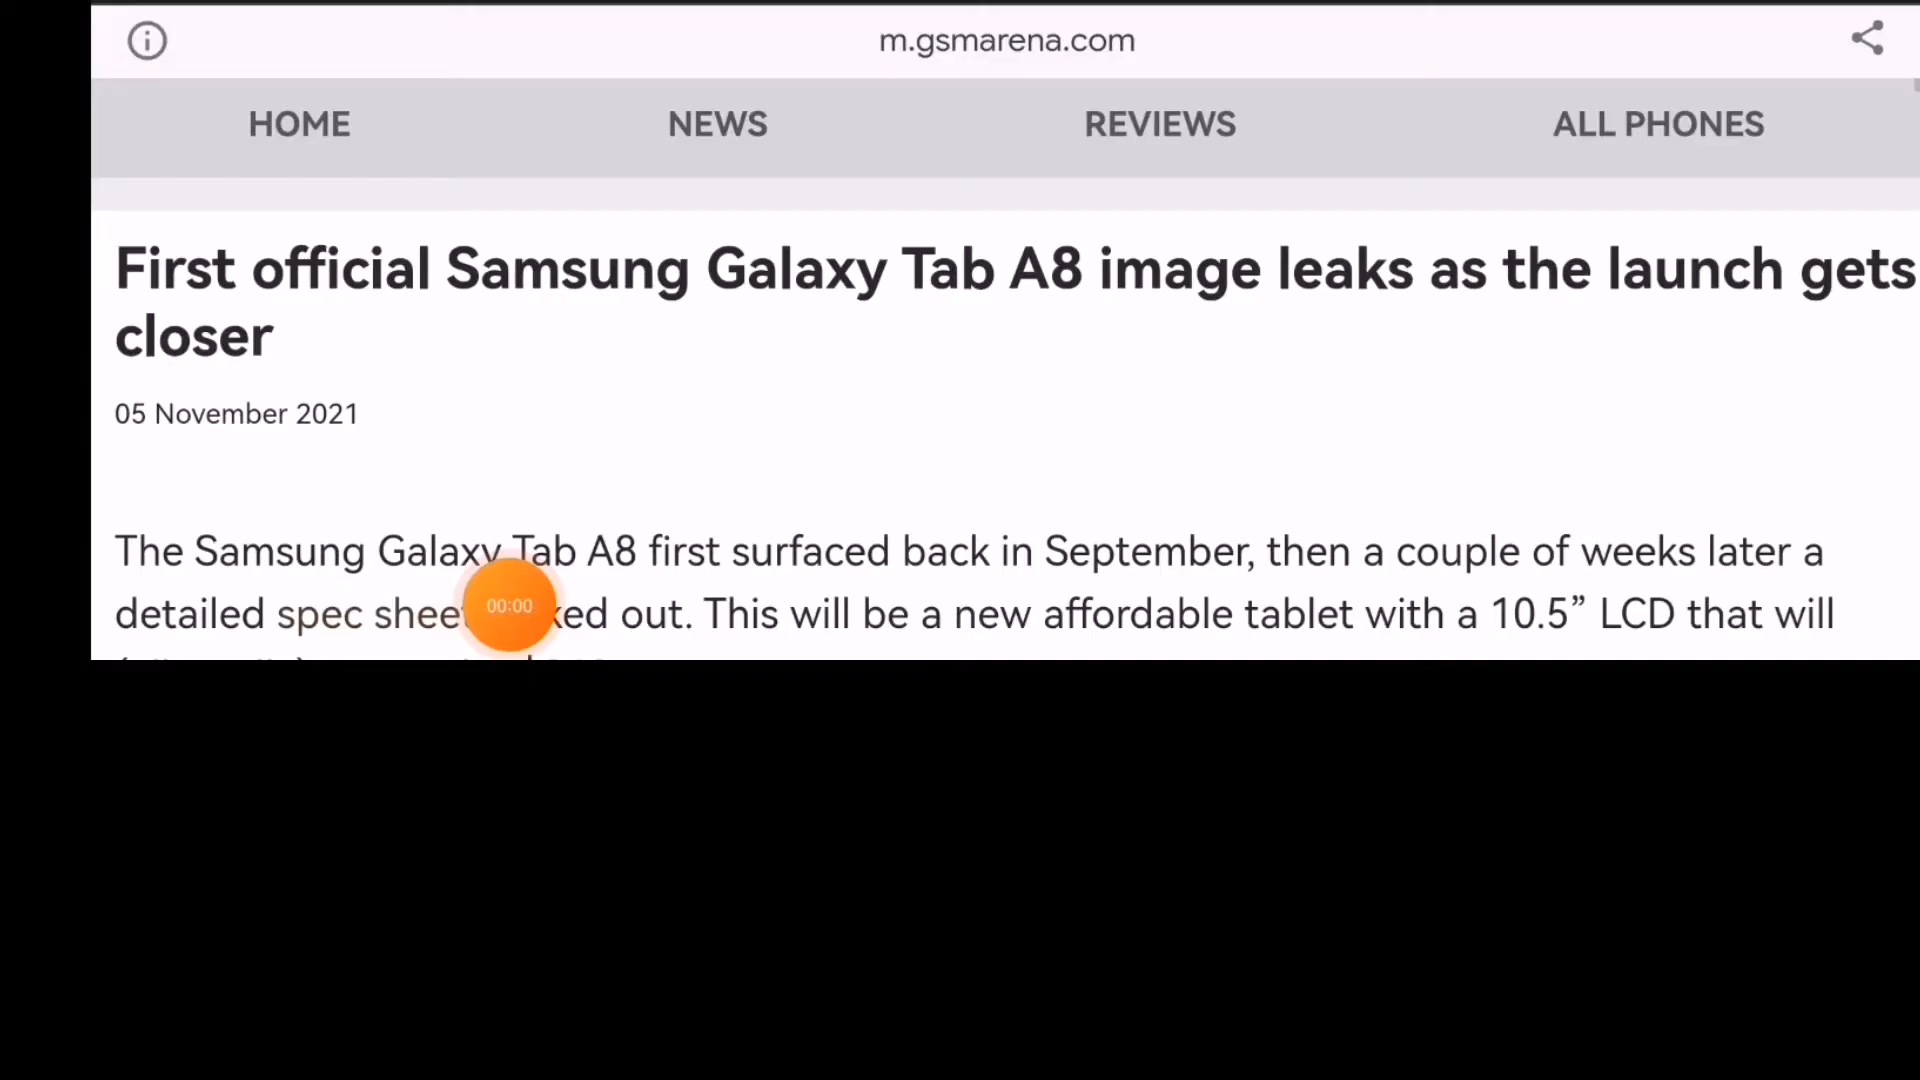 m.gsmarena.com
HOME NEWS REVIEWS ALL PHONES
First official Samsung Galaxy Tab A8 image leaks as the launch gets
closer
05 November 2021
The Samsung Galaxy Tab A8 first surfaced back in September, then a couple of weeks later a
detailed spec out. This will be a new affordable tablet with a 10.5” LCD that will
00:00